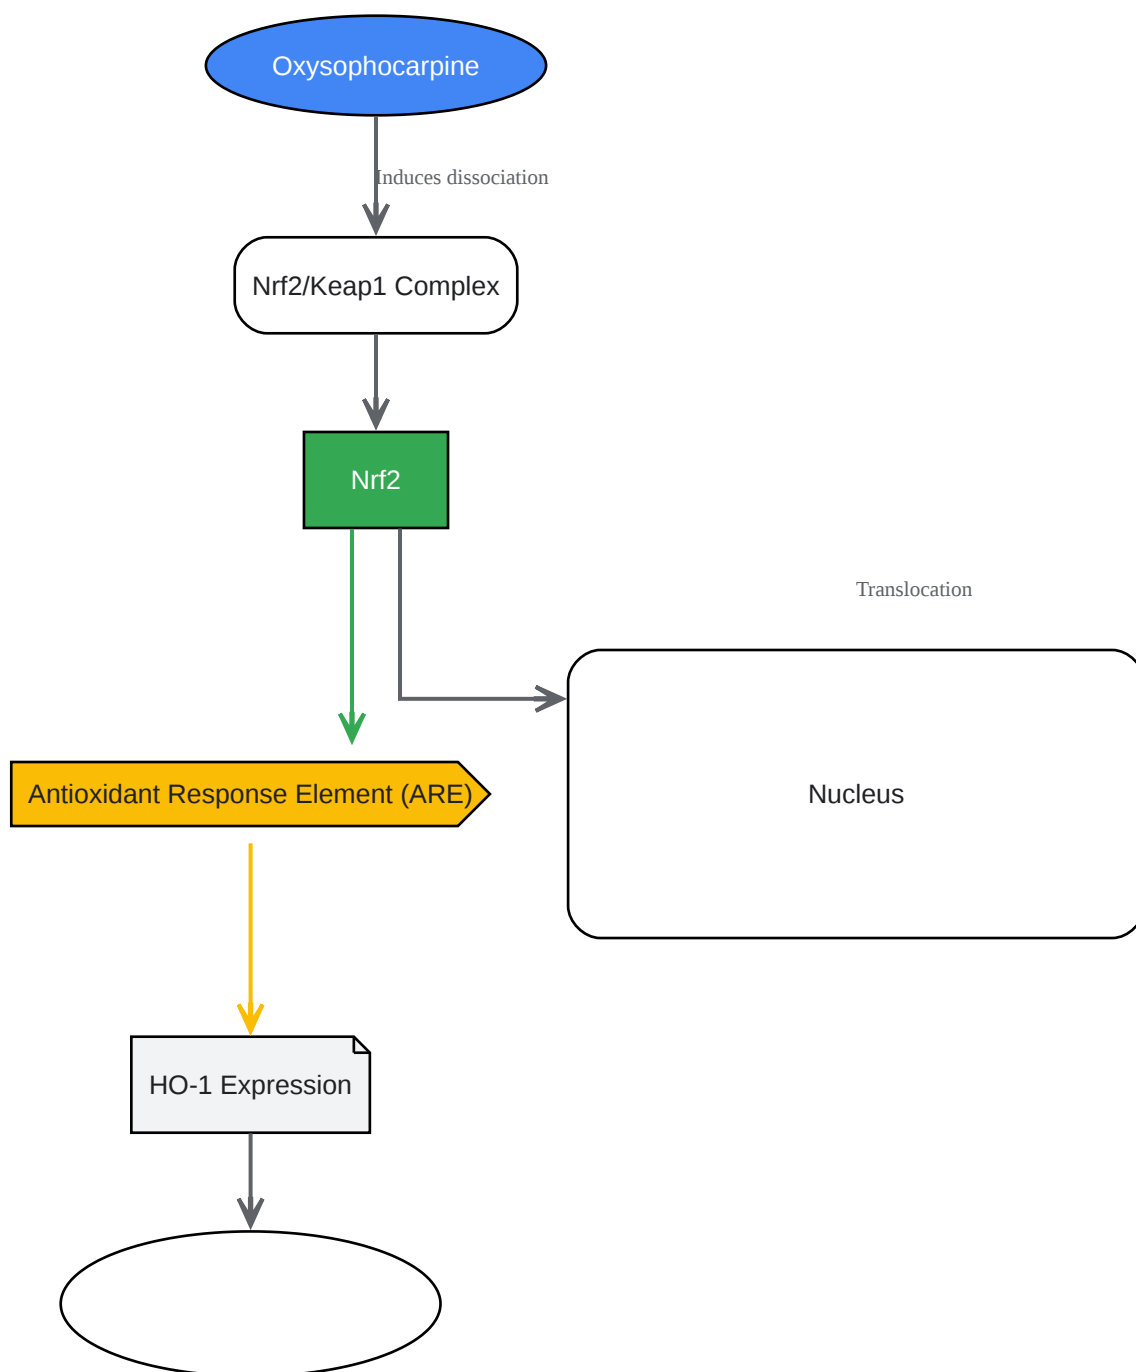 Oxysophocarpine
Induces dissociation
Nrf2/Keap1 Complex
Nrf2
Translocation
Antioxidant Response Element (ARE)
Nucleus
HO-1 Expression